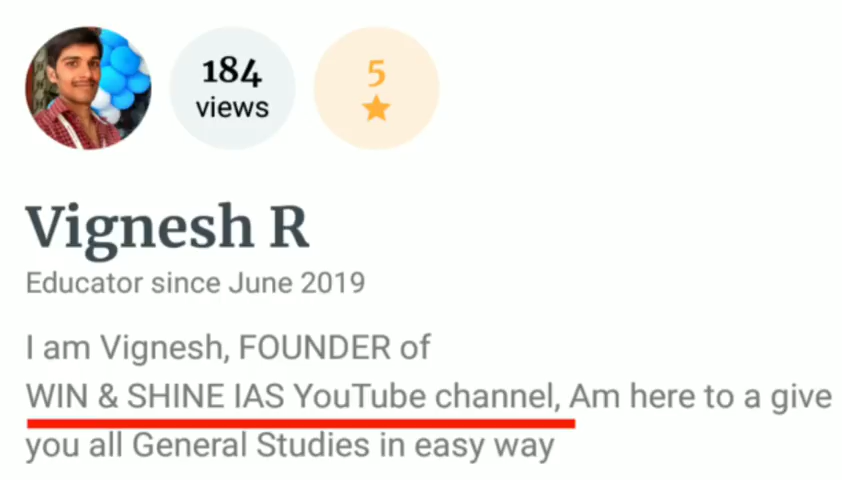 184
views
5
Vignesh R
Educator since June 2019
I am Vignesh, FOUNDER of
WIN & SHINE IAS YouTube channel, Am here to a give
you all General Studies in easy way